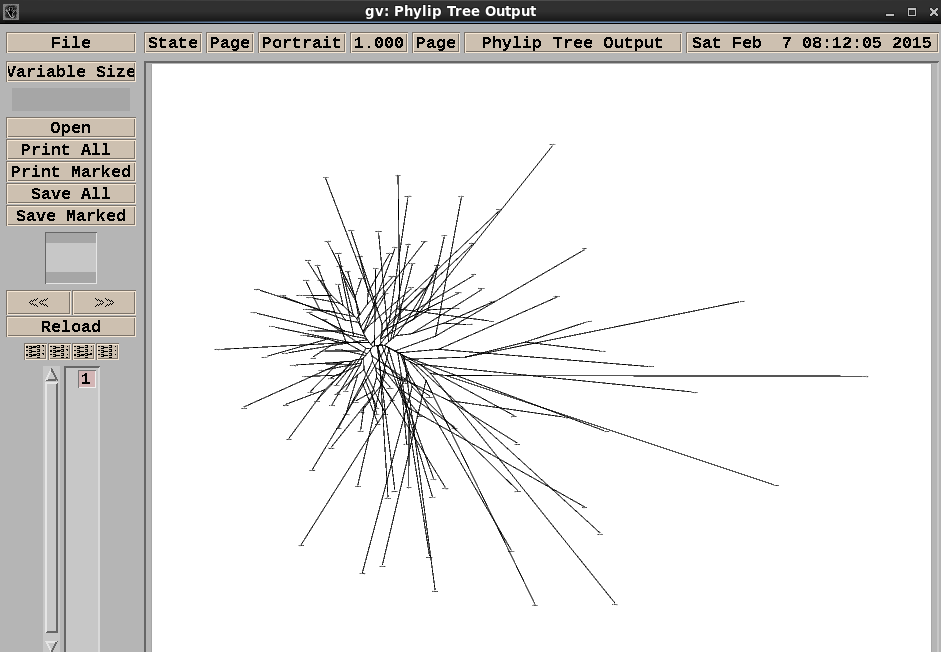 gv: Phylip Tree Output
File State Page Portrait 1.000 Page Phylip Tree Output Sat Feb 7 08:12:05 2015
Variable Size
Open
Print All
Print Marked
Save All
Save Marked
<< >>
Reload
1